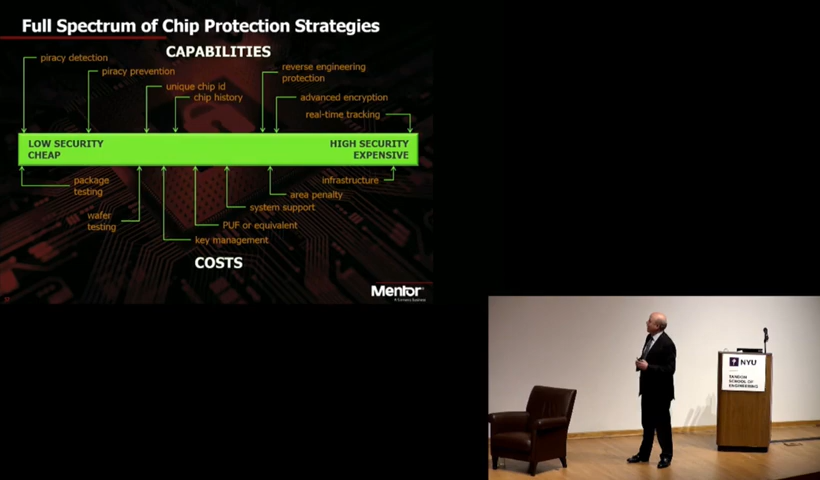 Full Spectrum of Chip Protection Strategies
CAPABILITIES
piracy detection
piracy prevention
unique chip id
chip history
reverse engineering
protection
advanced encryption
real-time tracking
LOW SECURITY
CHEAP
HIGH SECURITY
EXPENSIVE
package
testing
wafer
testing
key management
PUF or equivalent
system support
area penalty
infrastructure
COSTS
Mentor
A Siemens Business
NYU
TANDON
SCHOOL OF
ENGINEERING